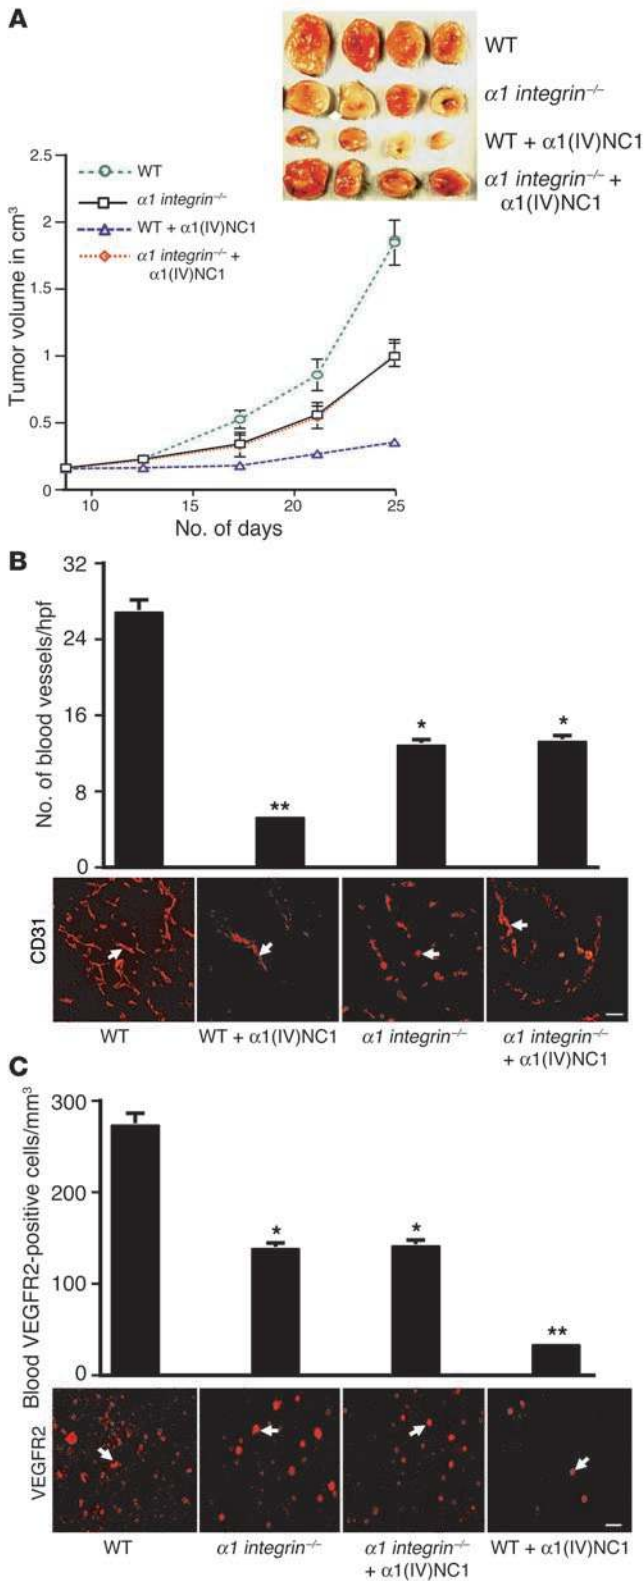 A
WT
α1 integrin⁻/⁻
WT + α1(IV)NC1
α1 integrin⁻/⁻ +
α1(IV)NC1
2.5
2
1.5
1
0.5
0
Tumor volume in cm³
WT
α1 integrin⁻/⁻
WT + α1(IV)NC1
α1 integrin⁻/⁻ +
α1(IV)NC1
10
15
20
25
No. of days
B
32
24
16
8
0
No. of blood vessels/hpf
**
*
*
CD31
WT
WT + α1(IV)NC1
α1 integrin⁻/⁻
α1 integrin⁻/⁻
+ α1(IV)NC1
C
300
200
100
0
Blood VEGFR2-positive cells/mm³
*
*
**
VEGFR2
WT
α1 integrin⁻/⁻
α1 integrin⁻/⁻
+ α1(IV)NC1
WT + α1(IV)NC1